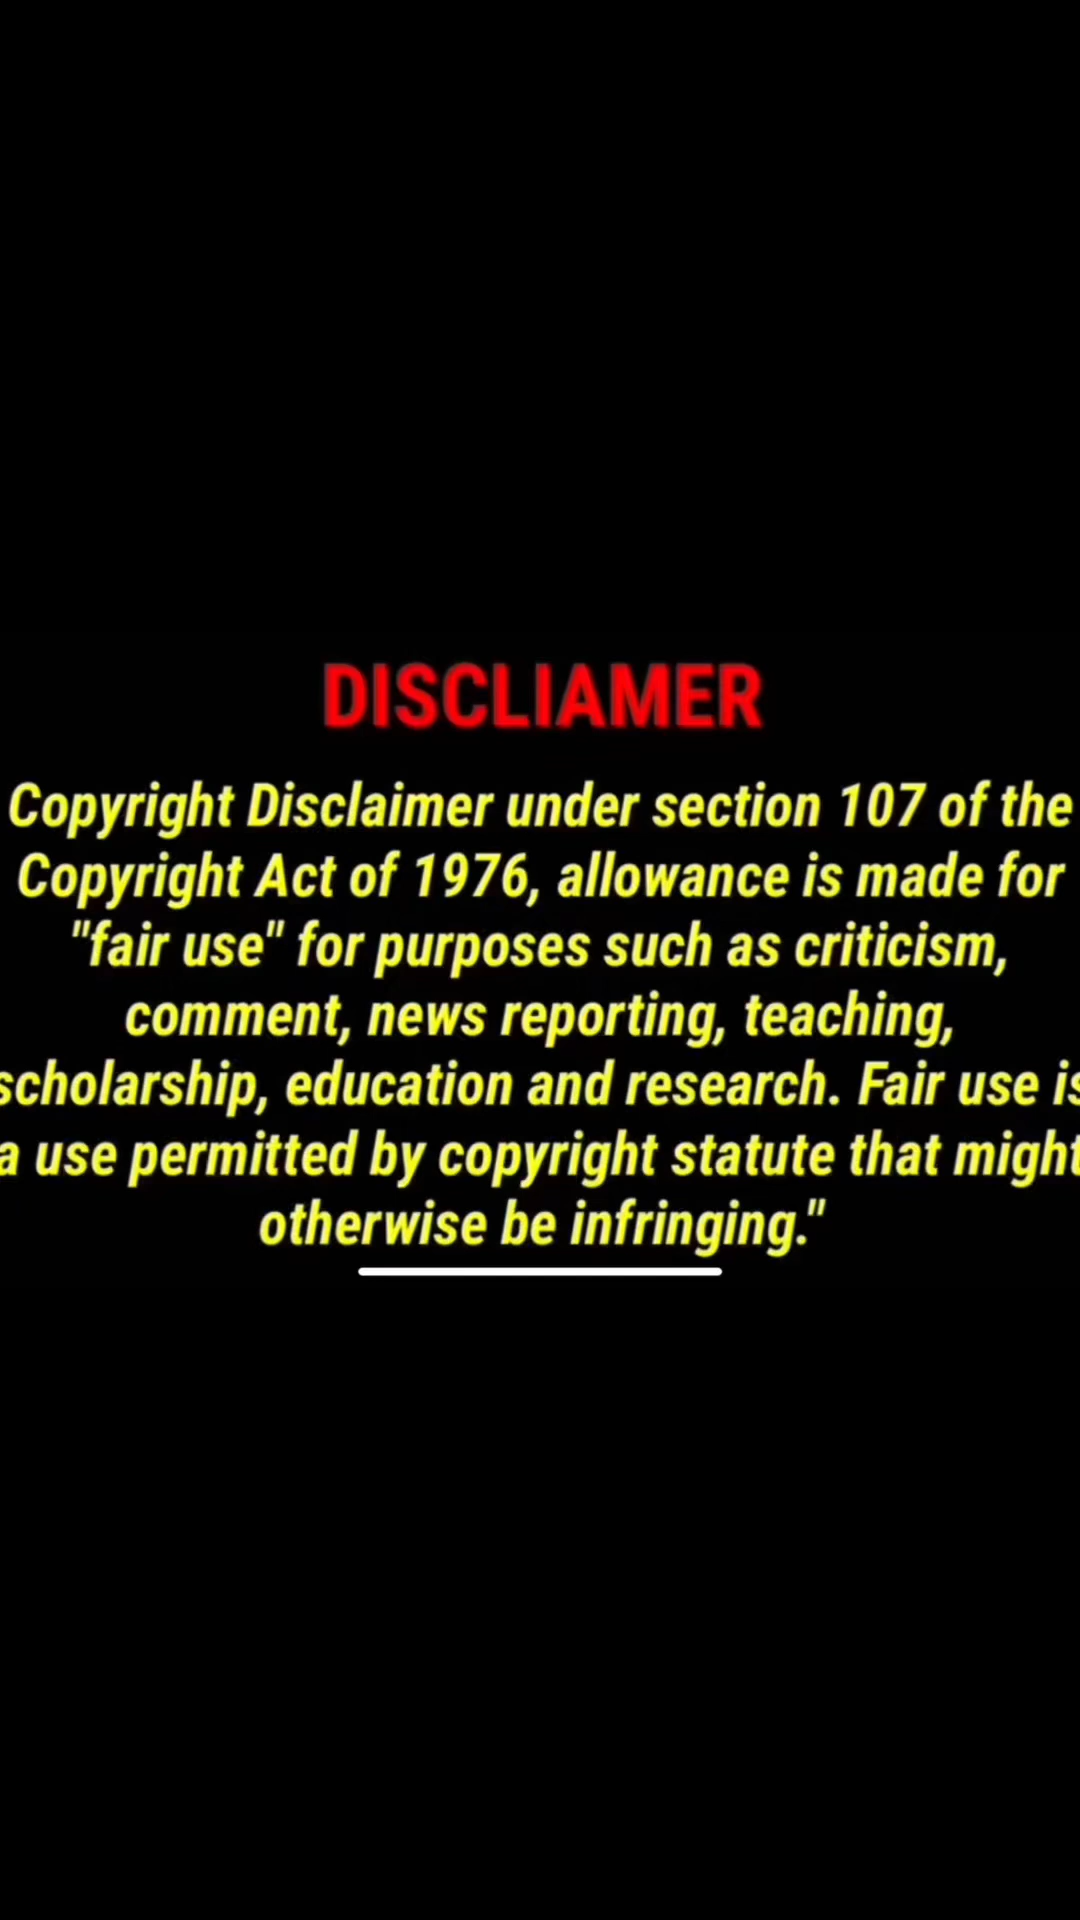 DISCLIAMER
Copyright Disclaimer under section 107 of the
Copyright Act of 1976, allowance is made for
"fair use" for purposes such as criticism,
comment, news reporting, teaching,
scholarship, education and research. Fair use is
a use permitted by copyright statute that might
otherwise be infringing."